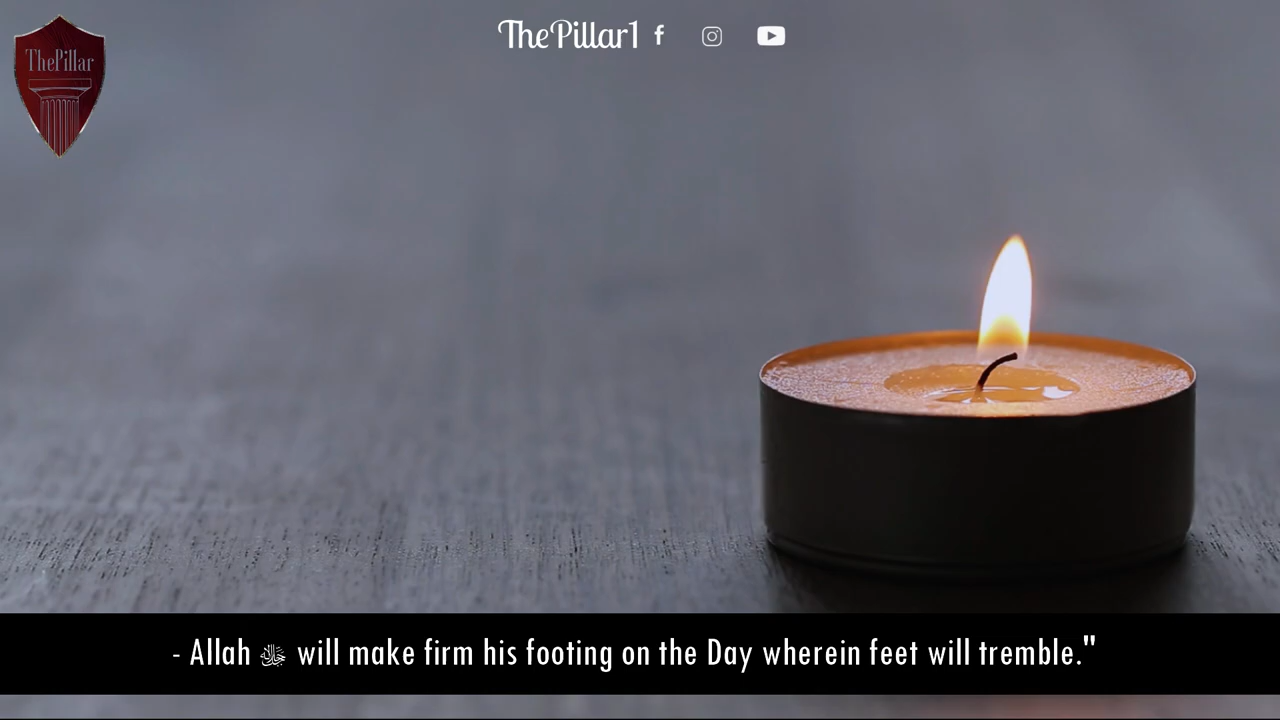 ThePillar1
ThePillar
- Allah ﷻ will make firm his footing on the Day wherein feet will tremble."